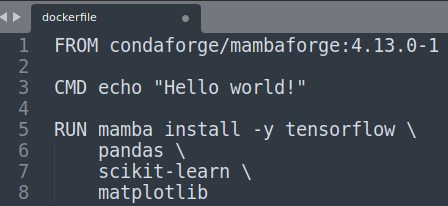 dockerfile
1 FROM condaforge/mambaforge:4.13.0-1
2
3 CMD echo "Hello world!"
4
5 RUN mamba install -y tensorflow \
6     pandas \
7     scikit-learn \
8     matplotlib